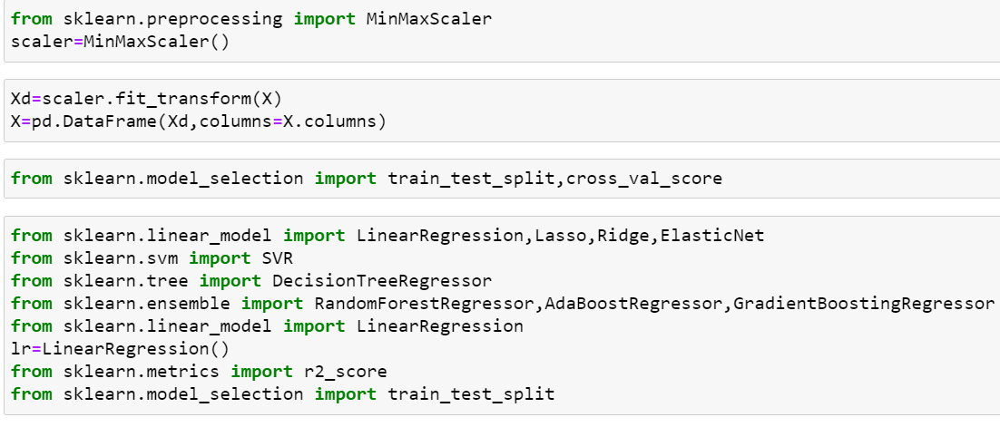 from sklearn.preprocessing import MinMaxScaler
scaler=MinMaxScaler()
Xd=scaler.fit_transform(X)
X=pd.DataFrame(Xd,columns=X.columns)
from sklearn.model_selection import train_test_split,cross_val_score
from sklearn.linear_model import LinearRegression,Lasso,Ridge,ElasticNet
from sklearn.svm import SVR
from sklearn.tree import DecisionTreeRegressor
from sklearn.ensemble import RandomForestRegressor,AdaBoostRegressor,GradientBoostingRegressor
from sklearn.linear_model import LinearRegression
lr=LinearRegression()
from sklearn.metrics import r2_score
from sklearn.model_selection import train_test_split